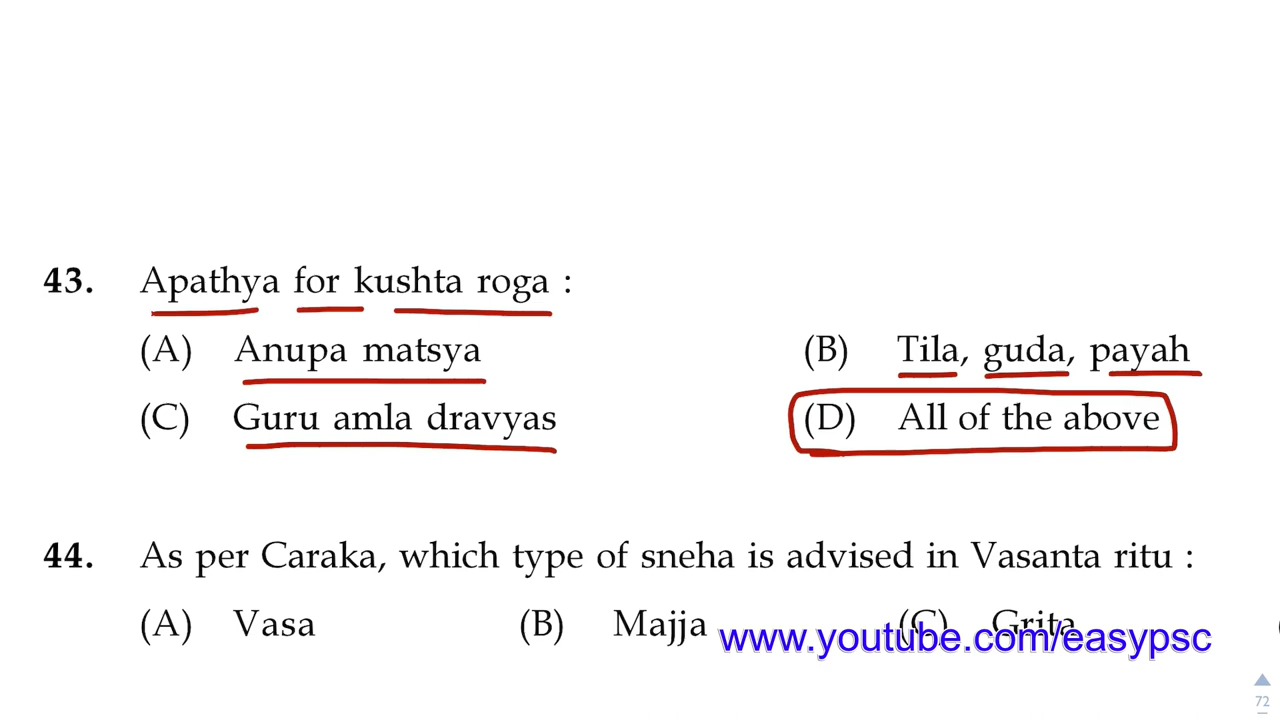 43. Apathya for kushta roga :
(A) Anupa matsya (B) Tila, guda, payah
(C) Guru amla dravyas (D) All of the above
44. As per Caraka, which type of sneha is advised in Vasanta ritu :
(A) Vasa (B) Majja (C) Grita (
www.youtube.com/easypsc
72